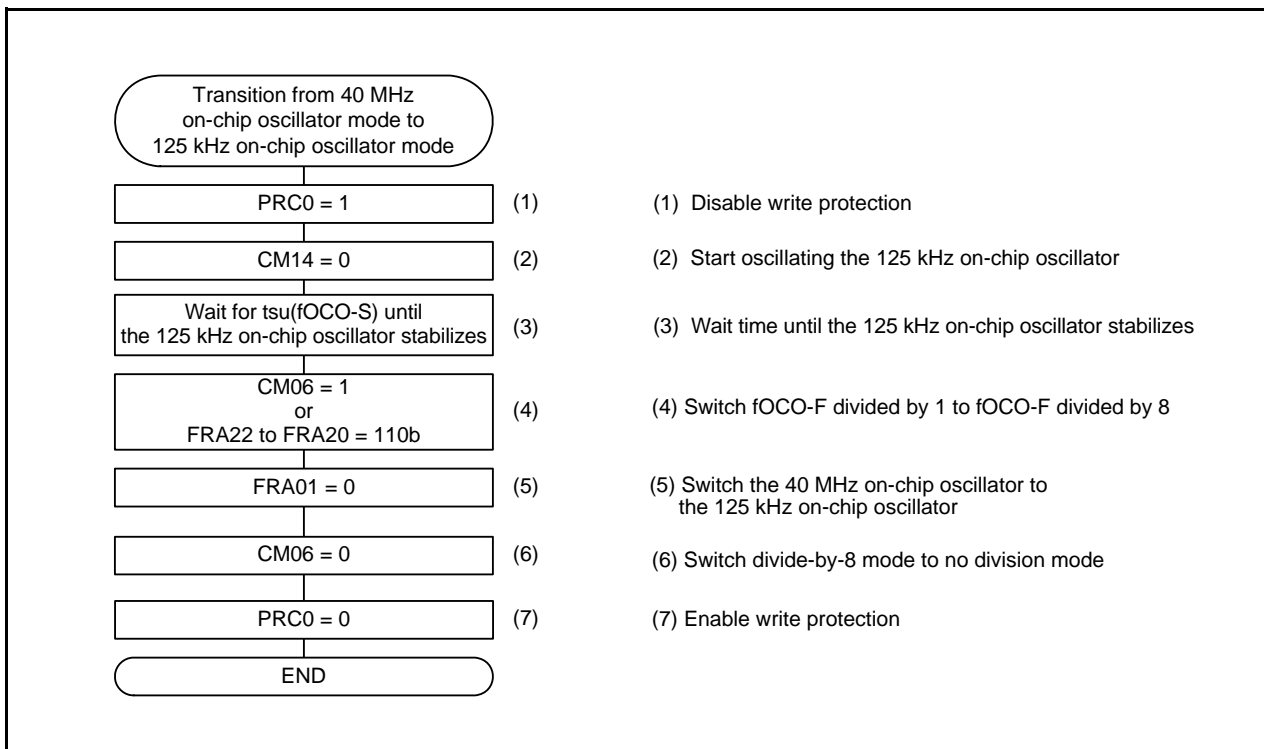 Transition from 40 MHz
on-chip oscillator mode to
125 kHz on-chip oscillator mode
PRC0 = 1
(1)
(1) Disable write protection
CM14 = 0
(2)
(2) Start oscillating the 125 kHz on-chip oscillator
Wait for tsu(fOCO-S) until
the 125 kHz on-chip oscillator stabilizes
(3)
(3) Wait time until the 125 kHz on-chip oscillator stabilizes
CM06 = 1
or
FRA22 to FRA20 = 110b
(4)
(4) Switch fOCO-F divided by 1 to fOCO-F divided by 8
FRA01 = 0
(5)
(5) Switch the 40 MHz on-chip oscillator to
the 125 kHz on-chip oscillator
CM06 = 0
(6)
(6) Switch divide-by-8 mode to no division mode
PRC0 = 0
(7)
(7) Enable write protection
END